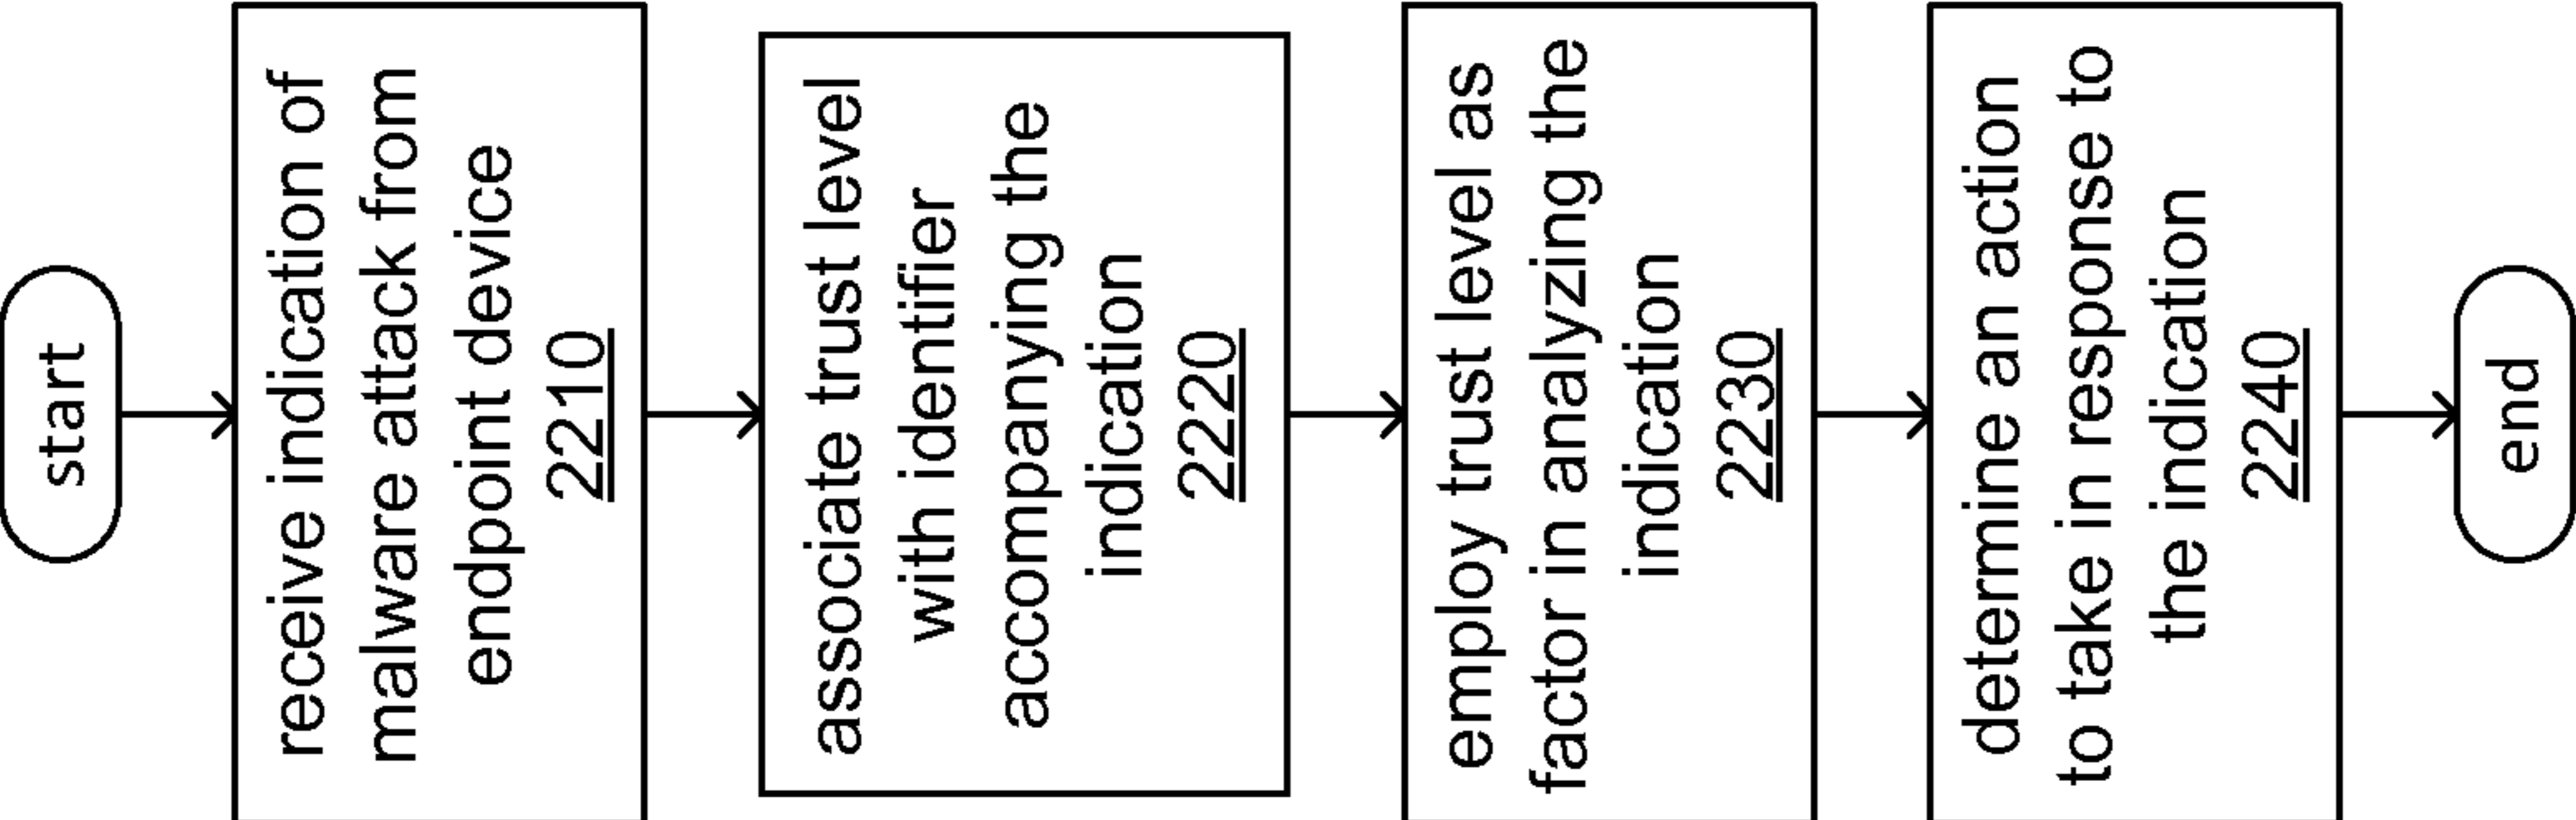 start
receive indication of
malware attack from
endpoint device
2210
associate trust level
with identifier
accompanying the
indication
2220
employ trust level as
factor in analyzing the
indication
2230
determine an action
to take in response to
the indication
2240
end